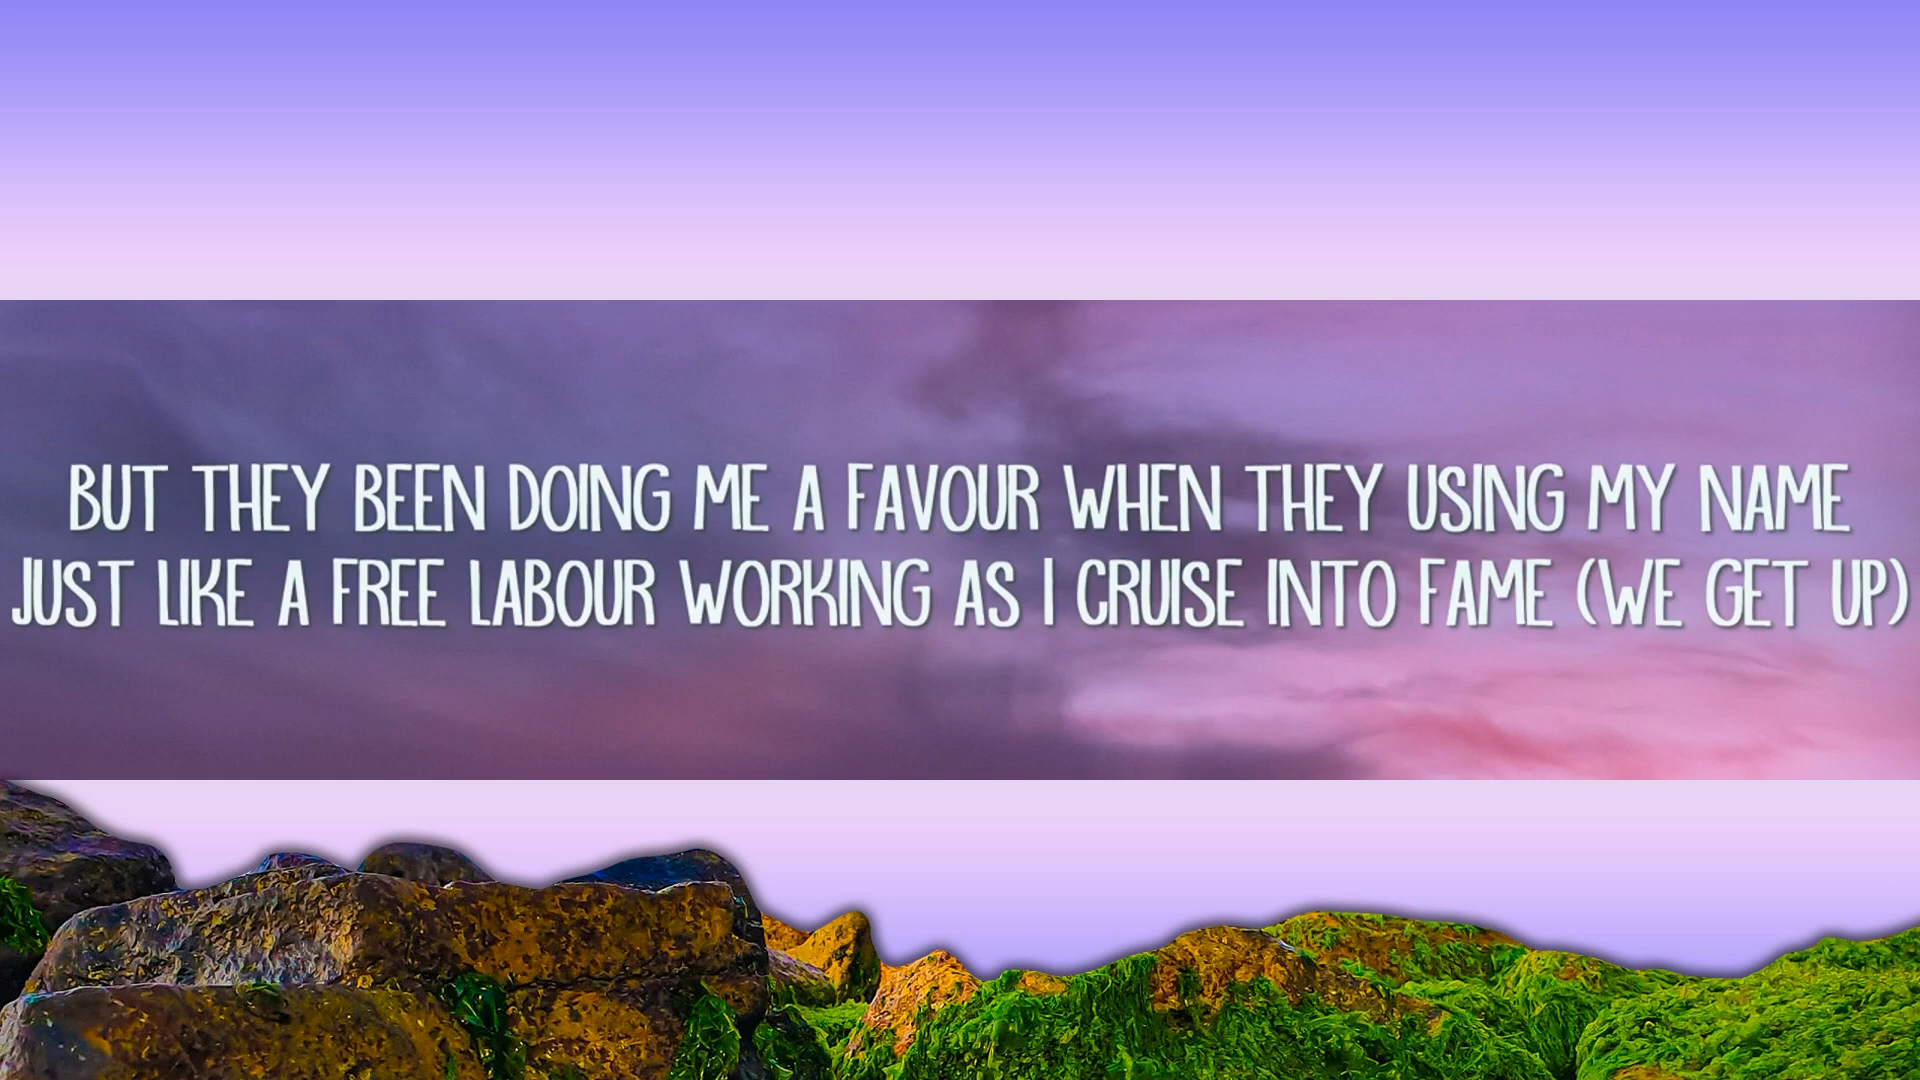 BUT THEY BEEN DOING ME A FAVOUR WHEN THEY USING MY NAME
JUST LIKE A FREE LABOUR WORKING AS I CRUISE INTO FAME (WE GET UP)